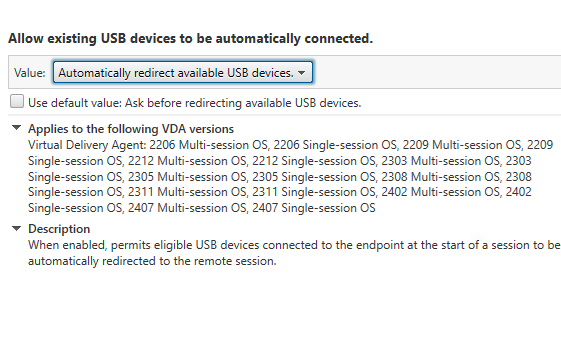 Allow existing USB devices to be automatically connected.
Value: Automatically redirect available USB devices.
Use default value: Ask before redirecting available USB devices.
Applies to the following VDA versions
Virtual Delivery Agent: 2206 Multi-session OS, 2206 Single-session OS, 2209 Multi-session OS, 2209
Single-session OS, 2212 Multi-session OS, 2212 Single-session OS, 2303 Multi-session OS, 2303
Single-session OS, 2305 Multi-session OS, 2305 Single-session OS, 2308 Multi-session OS, 2308
Single-session OS, 2311 Multi-session OS, 2311 Single-session OS, 2402 Multi-session OS, 2402
Single-session OS, 2407 Multi-session OS, 2407 Single-session OS
Description
When enabled, permits eligible USB devices connected to the endpoint at the start of a session to be
automatically redirected to the remote session.